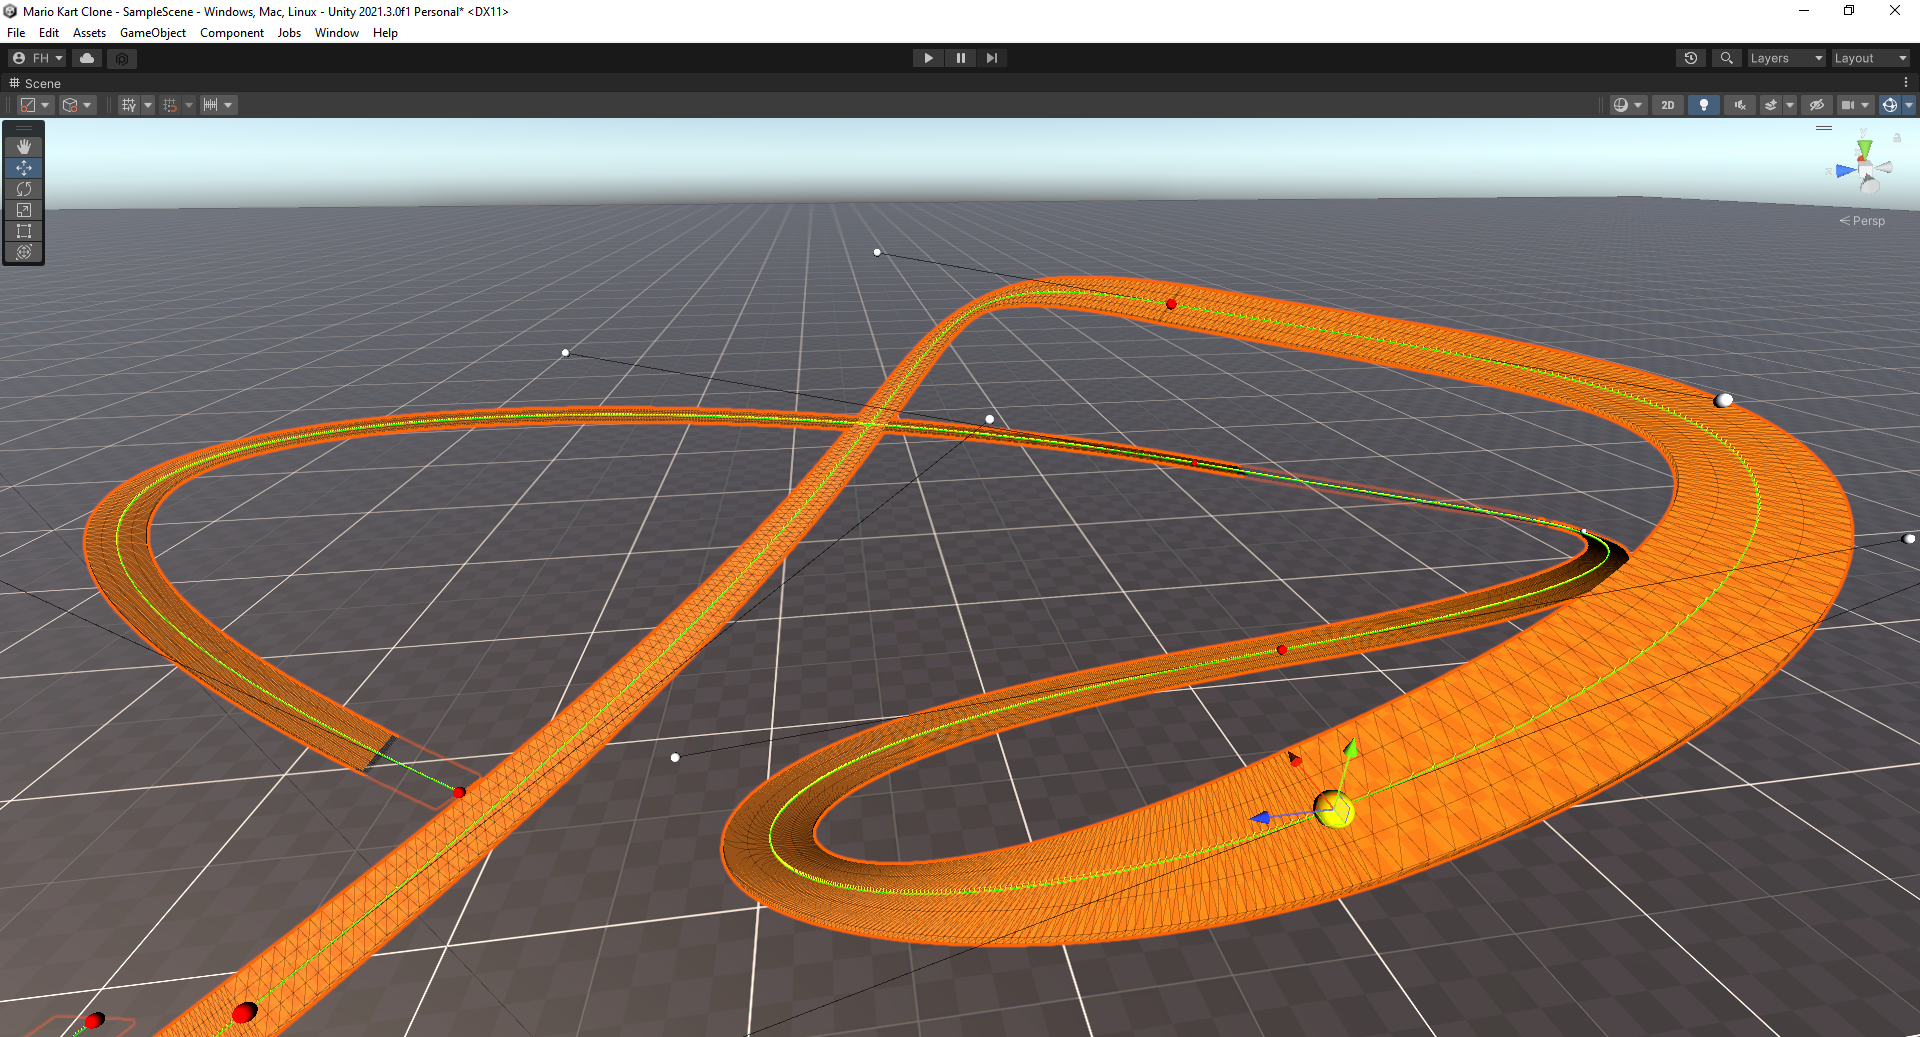 Mario Kart Clone - SampleScene - Windows, Mac, Linux - Unity 2021.3.0f1 Personal* <DX11>
File Edit Assets GameObject Component Jobs Window Help
FH Layers Layout
Scene
2D
y
Persp